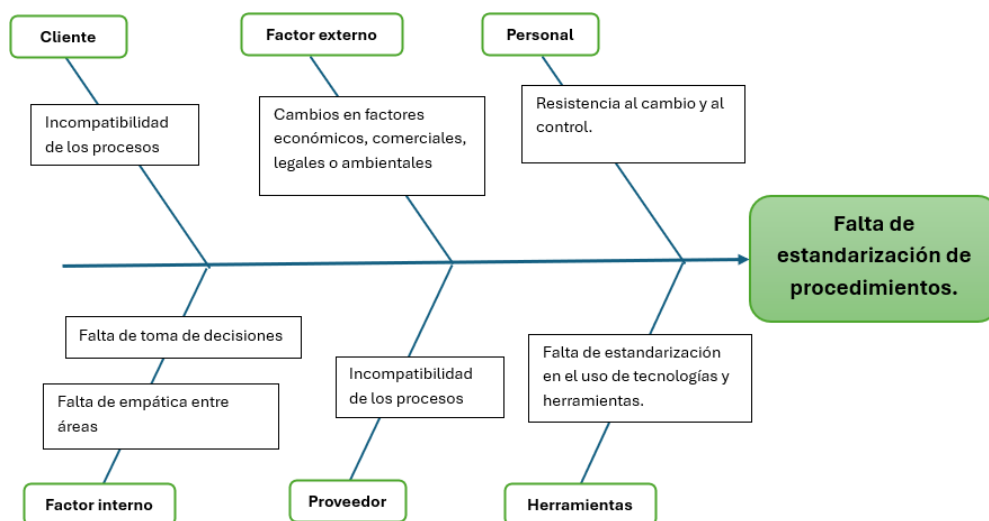 Cliente
Factor externo
Personal
Incompatibilidad
de los procesos
Cambios en factores
económicos, comerciales,
legales o ambientales
Resistencia al cambio y al
control.
Falta de
estandarización de
procedimientos.
Falta de toma de decisiones
Falta de empática entre
áreas
Incompatibilidad
de los procesos
Falta de estandarización
en el uso de tecnologías y
herramientas.
Factor interno
Proveedor
Herramientas